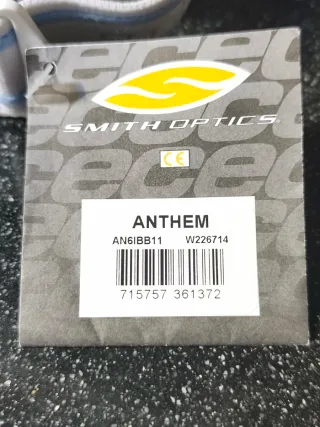 SMITH OPTICS
CE
ANTHEM
AN6IBB11 W226714
715757 361372